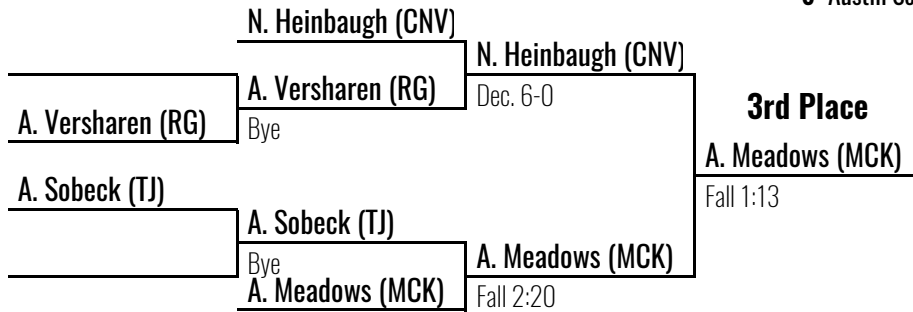 N. Heinbaugh (CNV)
N. Heinbaugh (CNV)
A. Versharen (RG)
Dec. 6-0
A. Versharen (RG)
Bye
3rd Place
A. Meadows (MCK)
Fall 1:13
A. Sobeck (TJ)
A. Sobeck (TJ)
Bye
A. Meadows (MCK)
A. Meadows (MCK)
Fall 2:20